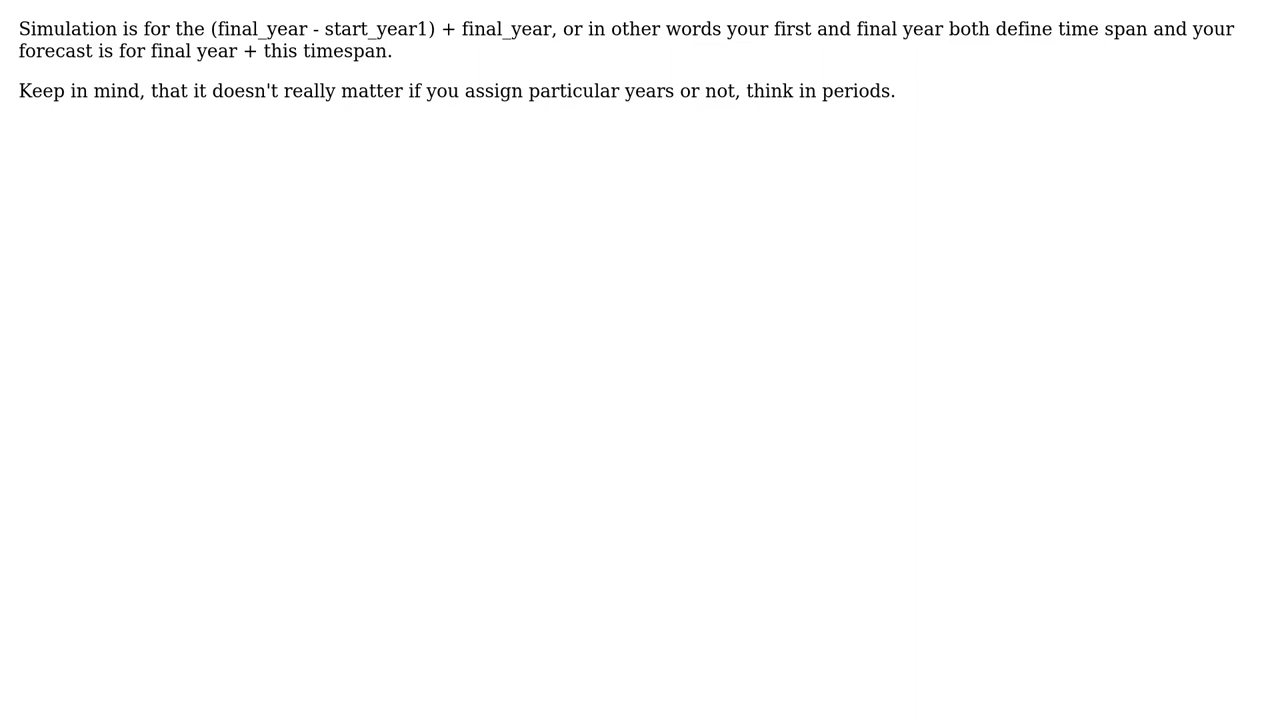 Simulation is for the (final_year - start_year1) + final_year, or in other words your first and final year both define time span and your
forecast is for final year + this timespan.
Keep in mind, that it doesn't really matter if you assign particular years or not, think in periods.